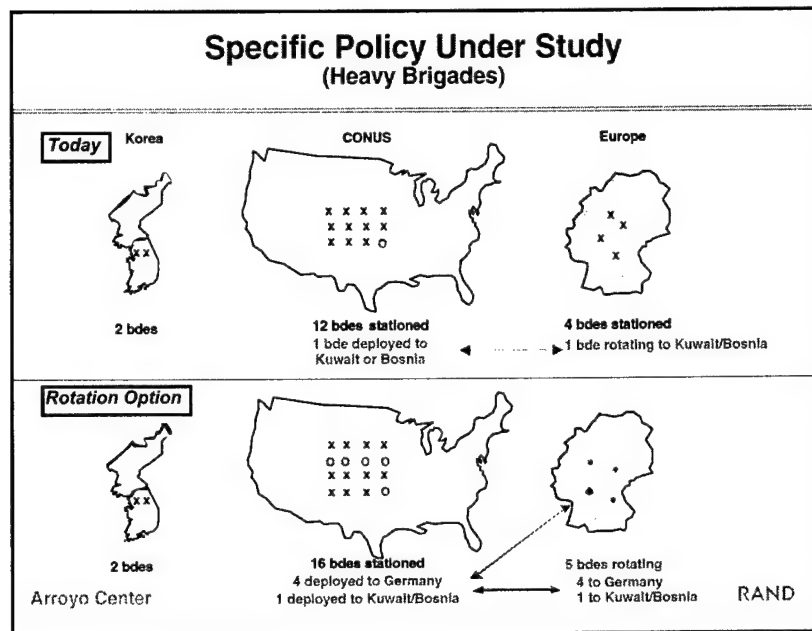 Specific Policy Under Study
(Heavy Brigades)
Today
Korea
CONUS
Europe
x x x x
x x x x
x x x o
x
x
x
x
x x
2 bdes
12 bdes stationed
1 bde deployed to
Kuwait or Bosnia
4 bdes stationed
1 bde rotating to Kuwait/Bosnia
Rotation Option
x x x x
o o o o
x x x x
x x x o
x x
2 bdes
16 bdes stationed
4 deployed to Germany
1 deployed to Kuwait/Bosnia
5 bdes rotating
4 to Germany
1 to Kuwait/Bosnia
Arroyo Center
RAND